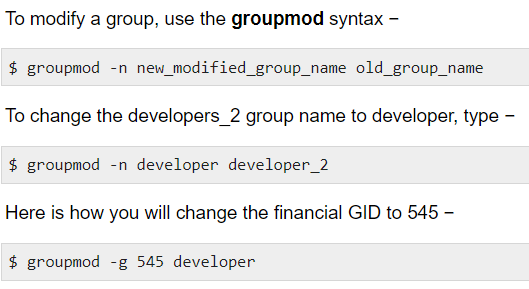 To modify a group, use the groupmod syntax −
$ groupmod -n new_modified_group_name old_group_name
To change the developers_2 group name to developer, type −
$ groupmod -n developer developer_2
Here is how you will change the financial GID to 545 −
$ groupmod -g 545 developer